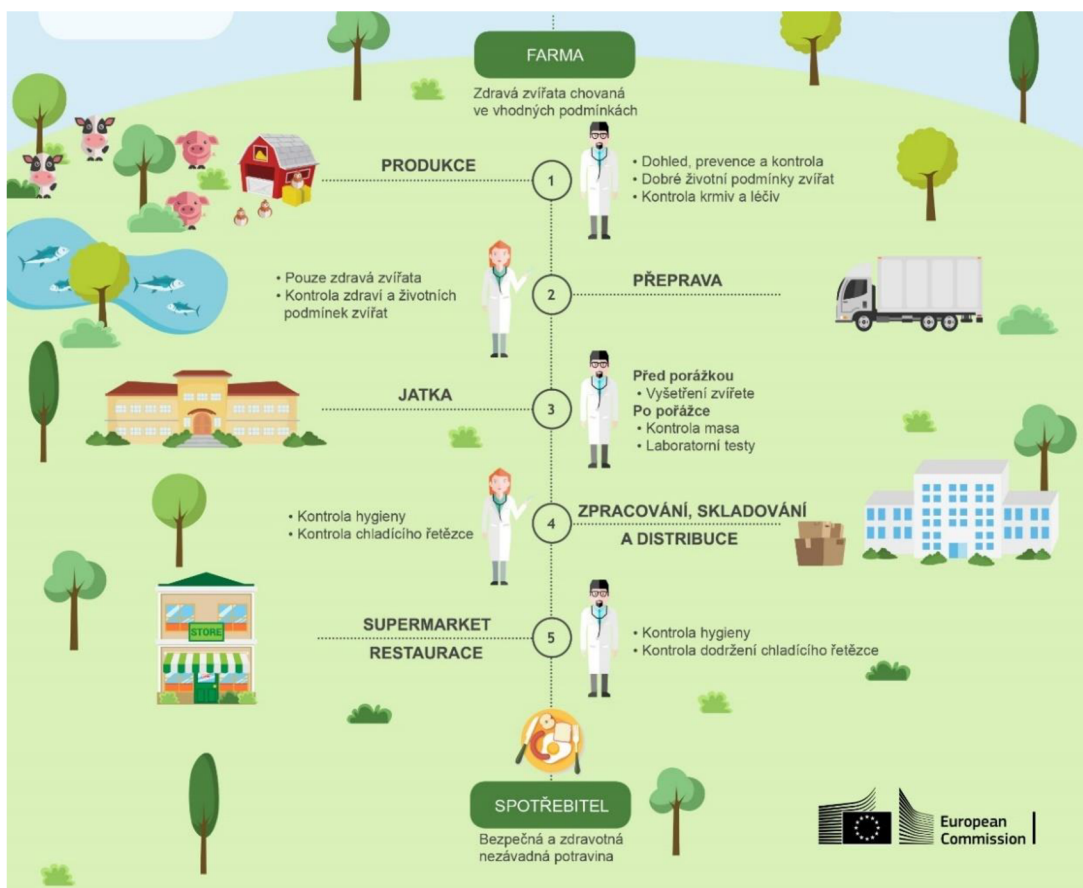 FARMA
Zdravá zvířata chovaná
ve vhodných podmínkách
PRODUKCE
1
• Dohled, prevence a kontrola
• Dobré životní podmínky zvířat
• Kontrola krmiv a léčiv
• Pouze zdravá zvířata
• Kontrola zdraví a životních
podmínek zvířat
2
PŘEPRAVA
JATKA
3
Před porážkou
• Vyšetření zvířete
Po porážce
• Kontrola masa
• Laboratorní testy
• Kontrola hygieny
• Kontrola chladícího řetězce
4
ZPRACOVÁNÍ, SKLADOVÁNÍ
A DISTRIBUCE
STORE
SUPERMARKET
RESTAURACE
5
• Kontrola hygieny
• Kontrola dodržení chladícího řetězce
SPOTŘEBITEL
Bezpečná a zdravotná
nezávadná potravina
European
Commission